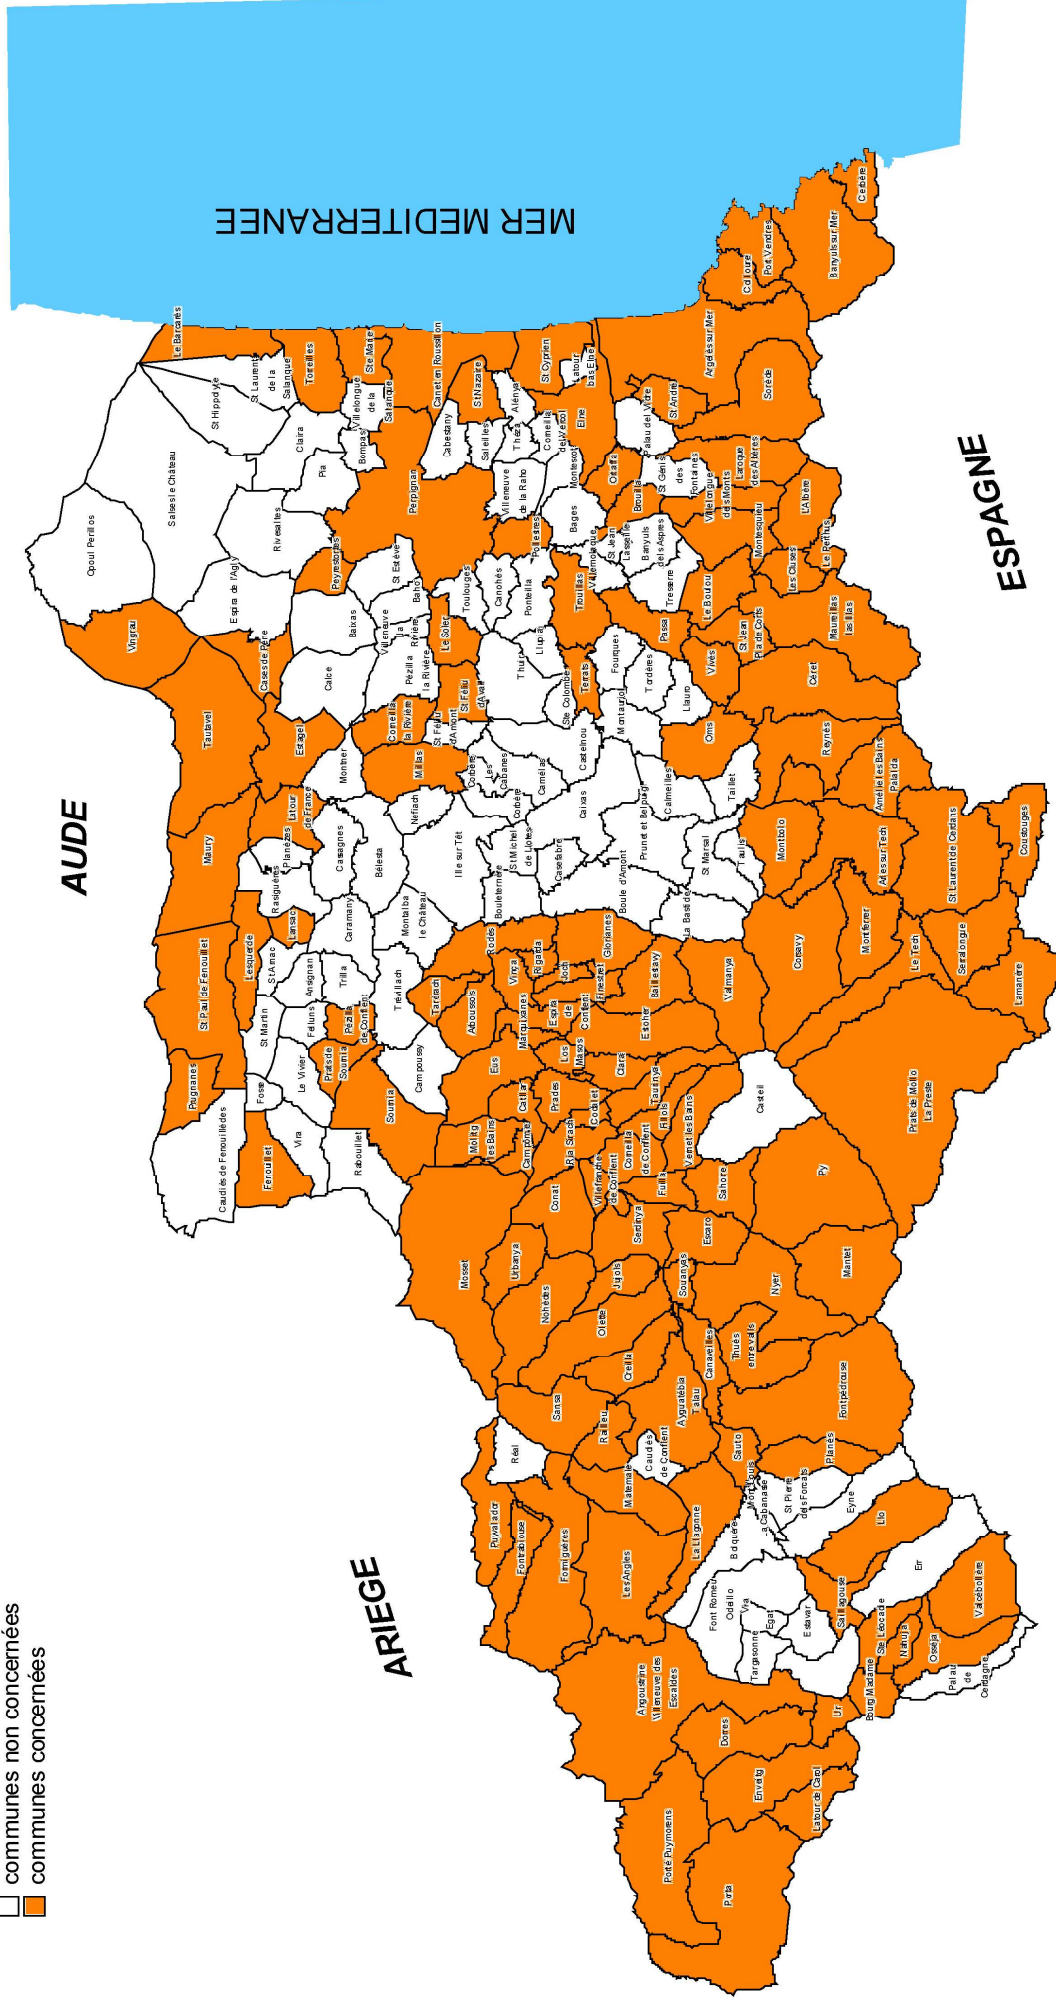 communes non concernées
communes concernées
AUDE
ARIEGE
ESPAGNE
MER MEDITERRANEE
Opoul Perillos
Salses le Château
Vingrau
St Hippolyte
Le Barcarès
St Laurent
de la
Salanque
Claira
Torreilles
Rivesaltes
Pia
Espira de l'Agly
Villelongue
de la
Salanque
Ste Marie
Bompas
Peyrestortes
Cases de Pène
Tautavel
Baixas
Calce
St Estève
Villeneuve
la
Rivière
Baho
Perpignan
Canet en Roussillon
Cabestany
St Nazaire
Saleilles
Alénya
Théza
St Cyprien
Latour
bas Elne
Corneilla
del Vercol
Elne
Montescot
Villeneuve
de la Raho
Pollestres
Bages
Toulouges
Canohès
Ponteilla
Le Soler
Pézilla
la Rivière
Estagel
Montner
Corneilla
la Rivière
St Féliu
d'Avall
St Féliu
d'Amont
Millas
Thuir
Llupia
Trouillas
Terrats
Ste Colombe
Castelnou
Camélas
Corbère
Les
Cabanes
Corbère
Néfiach
Ille sur Têt
St Michel
de Llotes
Bouleternère
Casefabre
Caixas
Montauriol
Fourques
Tordères
Llauro
Passa
Villemolaque
St Jean
Lasseille
Banyuls
dels Aspres
Tresserre
Brouilla
Ortaffa
St Génis
des
Fontaines
Palau del Vidre
St André
Argelès sur Mer
Collioure
Port Vendres
Banyuls sur Mer
Cerbère
Sorède
Laroque
des Albères
Villelongue
dels Monts
Montesquieu
L'Albère
Le Perthus
Les Cluses
Le Boulou
St Jean
Pla de Corts
Maureillas
las Illas
Vivès
Céret
Oms
Reynès
Taillet
Calmeilles
Prunet et Belpuig
Boule d'Amont
St Marsal
Taulis
La Bastide
Montbolo
Amélie les Bains
Palalda
Arles sur Tech
St Laurent de Cerdans
Coustouges
Corsavy
Montferrer
Le Tech
Serralongue
Lamanère
Prats de Mollo
La Preste
Maury
Latour
de France
Planèzes
Rasiguères
Cassagnes
Bélesta
Lansac
Caramany
Montalba
le Château
St Paul de Fenouillet
Lesquerde
St Arnac
Ansignan
Trilla
Trévillach
St Martin
Felluns
Pézilla
de Conflent
Prugnanes
Fosse
Le Vivier
Prats de
Sournia
Sournia
Campoussy
Caudiès de Fenouillèdes
Fenouillet
Vira
Rabouillet
Tarérach
Arboussols
Rodès
Vinça
Rigarda
Joch
Glorianes
Finestret
Baillestavy
Valmanya
Marquixanes
Espira
de
Conflent
Estoher
Los
Masos
Eus
Catllar
Prades
Clara
Codalet
Taurinya
Fillols
Casteil
Vernet les Bains
Molitg
les Bains
Campôme
Ria Sirach
Corneilla
de Conflent
Villefranche
de Conflent
Fuilla
Sahorre
Py
Conat
Serdinya
Escaro
Mantet
Mosset
Urbanya
Nohèdes
Jujols
Souanyas
Nyer
Olette
Oreilla
Canaveilles
Thuès
entre valls
Fontpédrouse
Sansa
Railleu
Ayguatébia
Talau
Caudiès
de Conflent
Sauto
Planès
Réal
Matemale
Mont Louis
La Cabanasse
St Pierre
dels Forcats
Eyne
Puyvalador
Fontrabiouse
Formiguères
Les Angles
La Llagonne
Bolquère
Font Romeu
Odeillo
Via
Egat
Targasonne
Estavar
Saillagouse
Llo
Err
Ste Léocadie
Nahuja
Osséja
Valcebollère
Palau
de
Cerdagne
Bourg Madame
Ur
Angoustrine
Villeneuve des
Escaldes
Dorres
Enveitg
Latour de Carol
Porté Puymorens
Porta